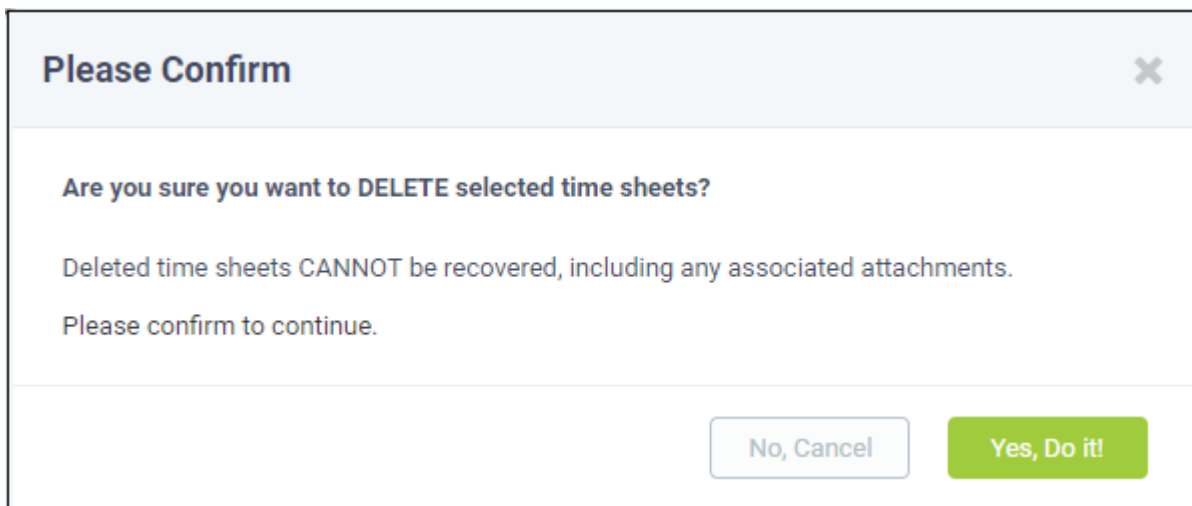 Please Confirm
Are you sure you want to DELETE selected time sheets?
Deleted time sheets CANNOT be recovered, including any associated attachments.
Please confirm to continue.
No, Cancel
Yes, Do it!